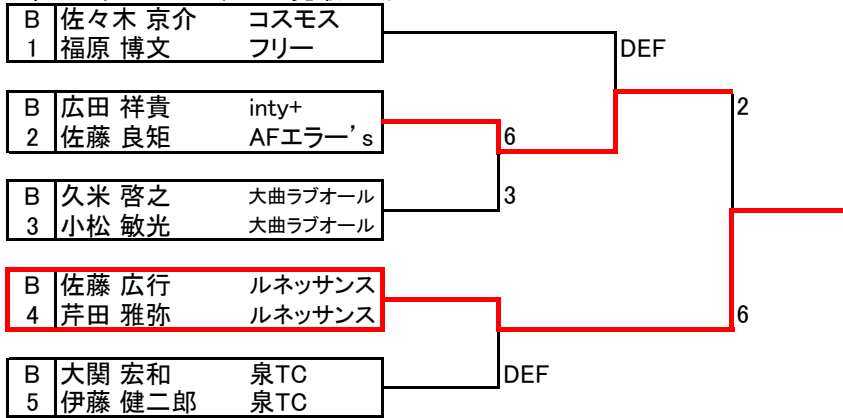 B 佐々木 京介 コスモス
1 福原 博文 フリー
DEF
B 広田 祥貴 inty+
2 佐藤 良矩 AFエラー’s
6
2
B 久米 啓之 大曲ラブオール
3 小松 敏光 大曲ラブオール
3
B 佐藤 広行 ルネッサンス
4 芹田 雅弥 ルネッサンス
6
B 大関 宏和 泉TC
5 伊藤 健二郎 泉TC
DEF